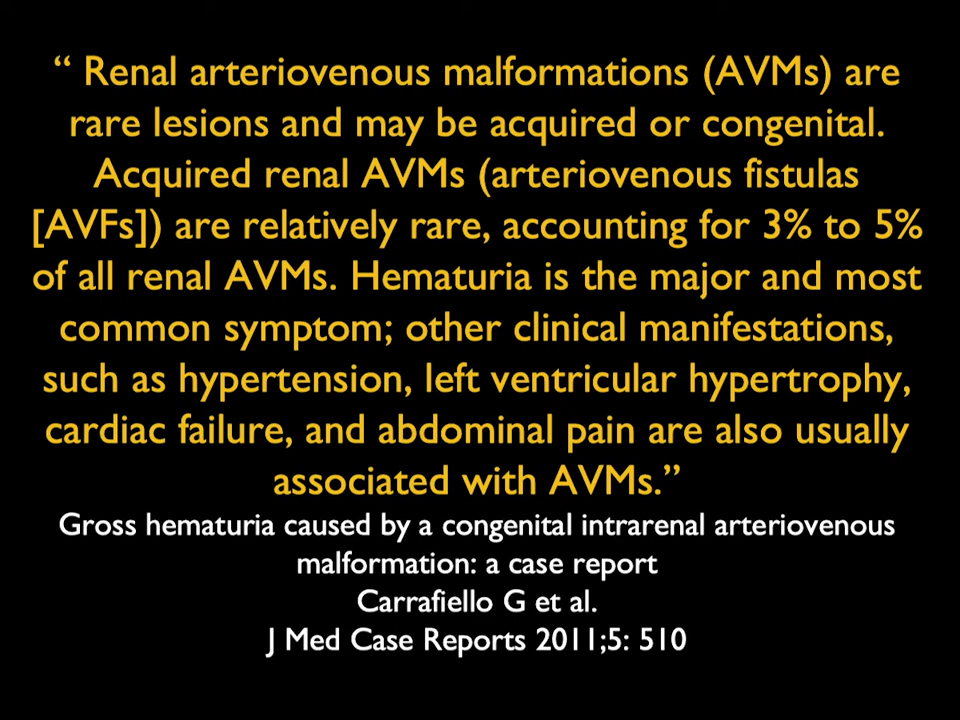 “ Renal arteriovenous malformations (AVMs) are
rare lesions and may be acquired or congenital.
Acquired renal AVMs (arteriovenous fistulas
[AVFs]) are relatively rare, accounting for 3% to 5%
of all renal AVMs. Hematuria is the major and most
common symptom; other clinical manifestations,
such as hypertension, left ventricular hypertrophy,
cardiac failure, and abdominal pain are also usually
associated with AVMs.”
Gross hematuria caused by a congenital intrarenal arteriovenous
malformation: a case report
Carrafiello G et al.
J Med Case Reports 2011;5: 510